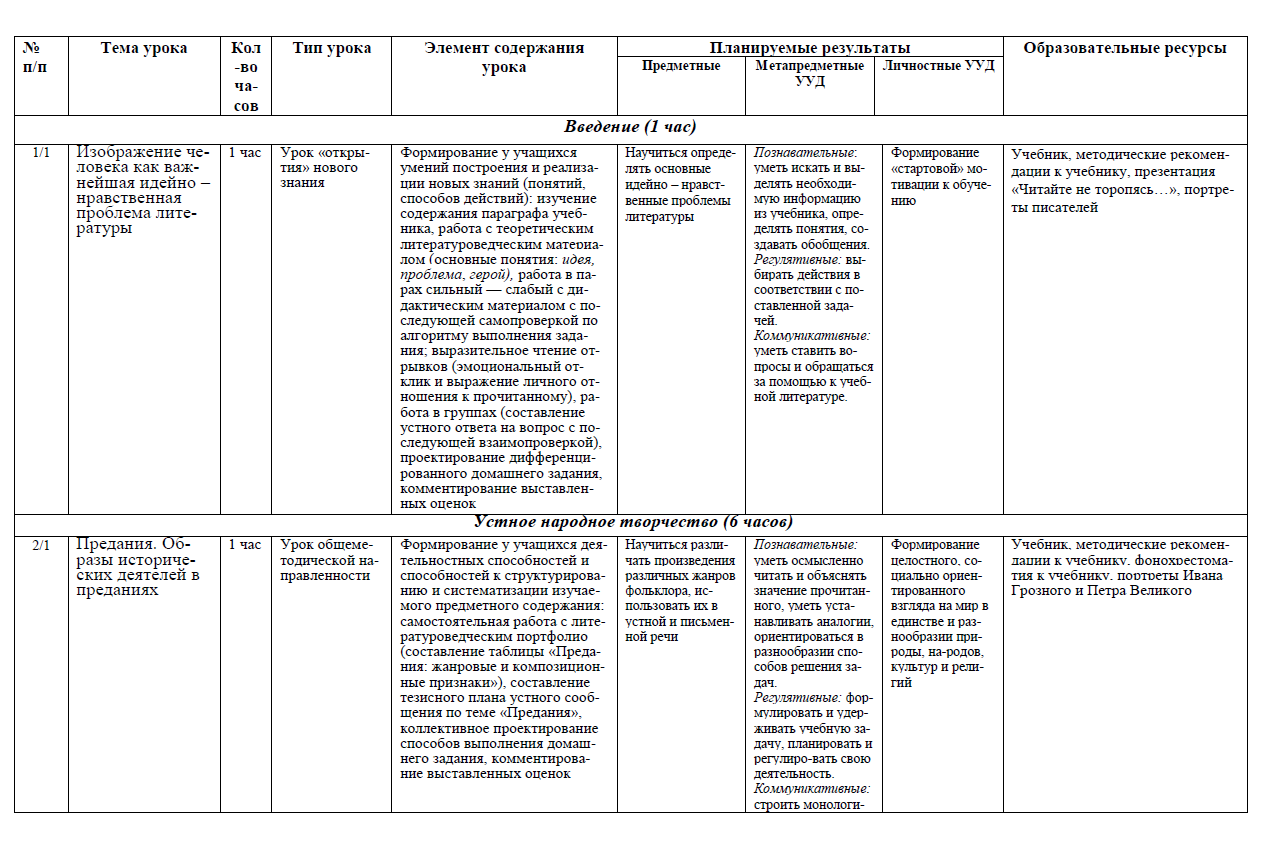 №
п/п
Тема урока
Кол
-во
ча-
сов
Тип урока
Элемент содержания
урока
Планируемые результаты
Предметные
Метапредметные
УУД
Личностные УУД
Образовательные ресурсы
Введение (1 час)
1/1
Изображение че-
ловека как важ-
нейшая идейно –
нравственная
проблема лите-
ратуры
1 час
Урок «откры-
тия» нового
знания
Формирование у учащихся
умений построения и реализа-
ции новых знаний (понятий,
способов действий): изучение
содержания параграфа учеб-
ника, работа с теоретическим
литературоведческим материа-
лом (основные понятия: идея,
проблема, герой), работа в па-
рах сильный — слабый с ди-
дактическим материалом с по-
следующей самопроверкой по
алгоритму выполнения зада-
ния; выразительное чтение от-
рывков (эмоциональный от-
клик и выражение личного от-
ношения к прочитанному), ра-
бота в группах (составление
устного ответа на вопрос с по-
следующей взаимопроверкой),
проектирование дифференци-
рованного домашнего задания,
комментирование выставлен-
ных оценок
Научиться опреде-
лять основные
идейно – нравст-
венные проблемы
литературы
Познавательные:
уметь искать и вы-
делять необходи-
мую информацию
из учебника, опре-
делять понятия, со-
здавать обобщения.
Регулятивные: вы-
бирать действия в
соответствии с по-
ставленной зада-
чей.
Коммуникативные:
уметь ставить во-
просы и обращаться
за помощью к учеб-
ной литературе.
Формирование
«стартовой» мо-
тивации к обуче-
нию
Учебник, методические рекомен-
дации к учебнику, презентация
«Читайте не торопясь…», портре-
ты писателей
Устное народное творчество (6 часов)
2/1
Предания. Об-
разы историче-
ских деятелей в
преданиях
1 час
Урок общеме-
тодической на-
правленности
Формирование у учащихся дея-
тельностных способностей и
способностей к структурирова-
нию и систематизации изучае-
мого предметного содержания:
самостоятельная работа с лите-
ратуроведческим портфолио
(составление таблицы «Преда-
ния: жанровые и композицион-
ные признаки»), составление
тезисного плана устного сооб-
щения по теме «Предания»,
коллективное проектирование
способов выполнения домаш-
него задания, комментирова-
ние выставленных оценок
Научиться разли-
чать произведения
различных жанров
фольклора, ис-
пользовать их в
устной и письмен-
ной речи
Познавательные:
уметь осмысленно
читать и объяснять
значение прочитан-
ного, уметь уста-
навливать аналогии,
ориентироваться в
разнообразии спо-
собов решения за-
дач.
Регулятивные: фор-
мулировать и удер-
живать учебную за-
дачу, планировать и
регулиро-вать свою
деятельность.
Коммуникативные:
строить монологи-
Формирование
целостного, со-
циально ориен-
тированного
взгляда на мир в
единстве и раз-
нообразии при-
роды, на-родов,
культур и рели-
гий
Учебник, методические рекомен-
дации к учебнику, фонохрестома-
тия к учебнику, портреты Ивана
Грозного и Петра Великого